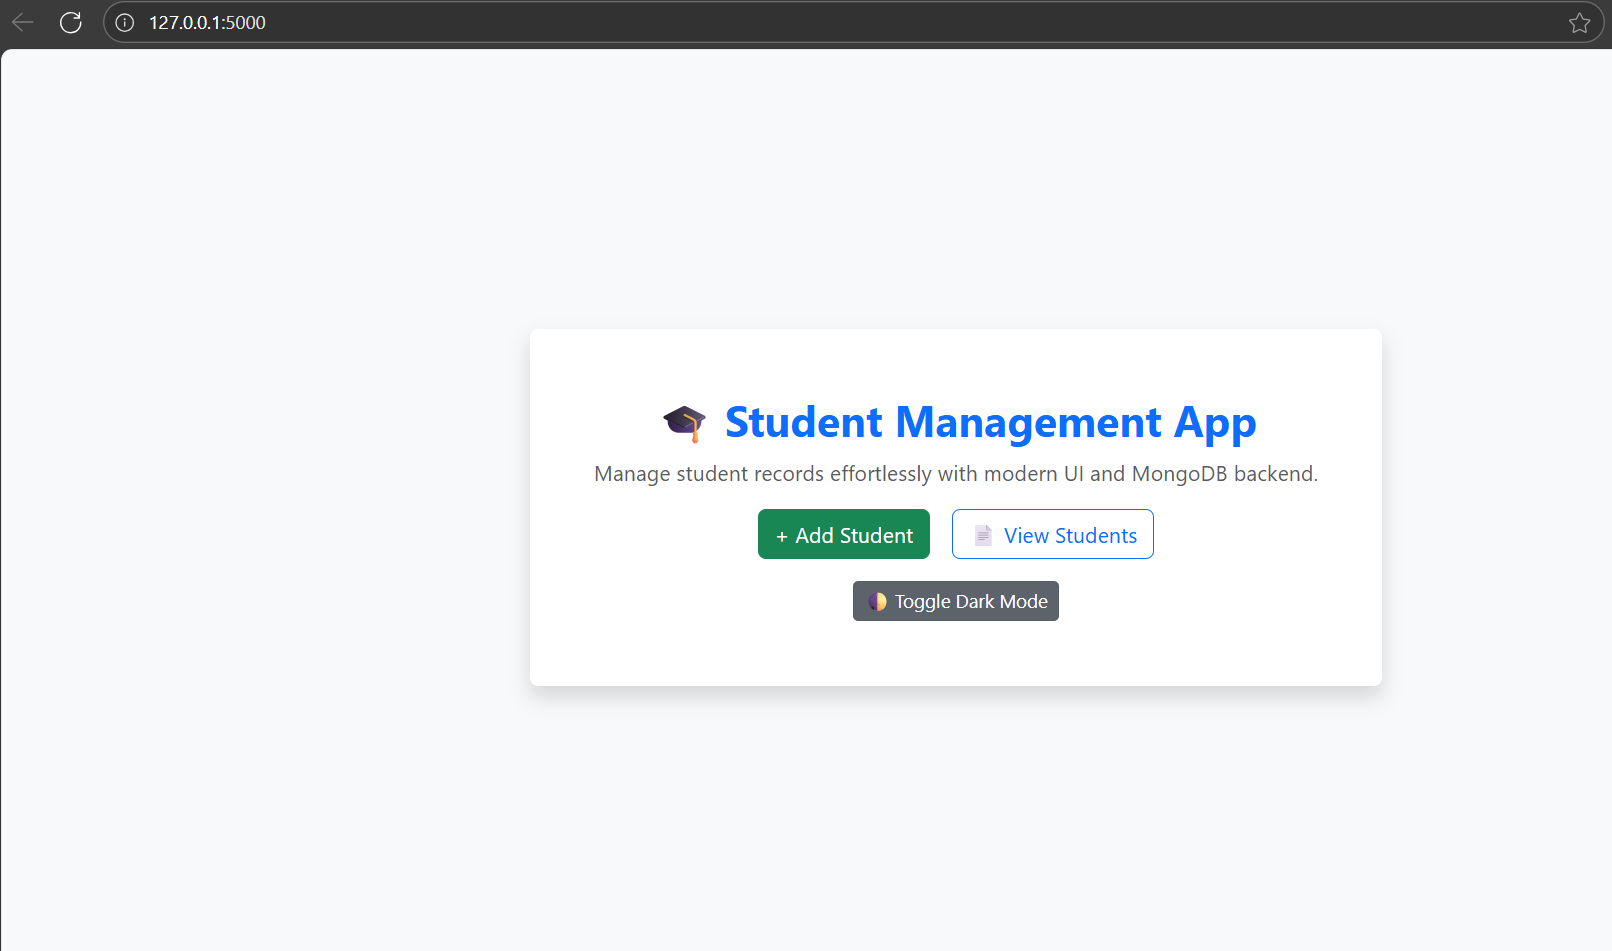 127.0.0.1:5000
🎓 Student Management App
Manage student records effortlessly with modern UI and MongoDB backend.
+ Add Student
📄 View Students
🌓 Toggle Dark Mode